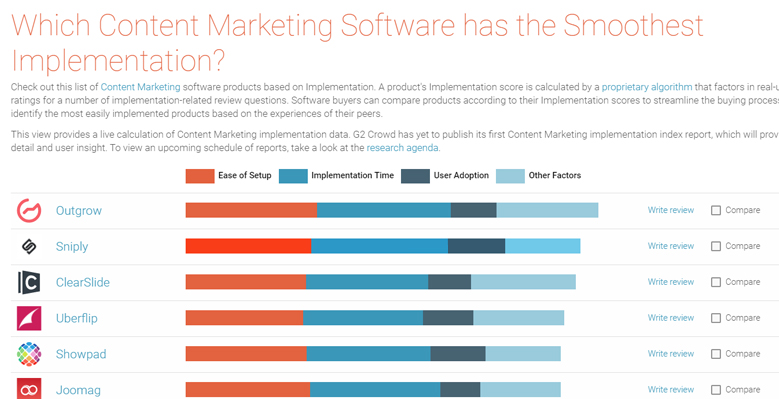 Which Content Marketing Software has the Smoothest
Implementation?
Check out this list of Content Marketing software products based on Implementation. A product's Implementation score is calculated by a proprietary algorithm that factors in real-u
ratings for a number of implementation-related review questions. Software buyers can compare products according to their Implementation scores to streamline the buying proces
identify the most easily implemented products based on the experiences of their peers.
This view provides a live calculation of Content Marketing implementation data. G2 Crowd has yet to publish its first Content Marketing implementation index report, which will prov
detail and user insight. To view an upcoming schedule of reports, take a look at the research agenda.
Ease of Setup Implementation Time User Adoption Other Factors
Outgrow Write review Compare
Sniply Write review Compare
ClearSlide Write review Compare
Uberflip Write review Compare
Showpad Write review Compare
Joomag Write review Compare